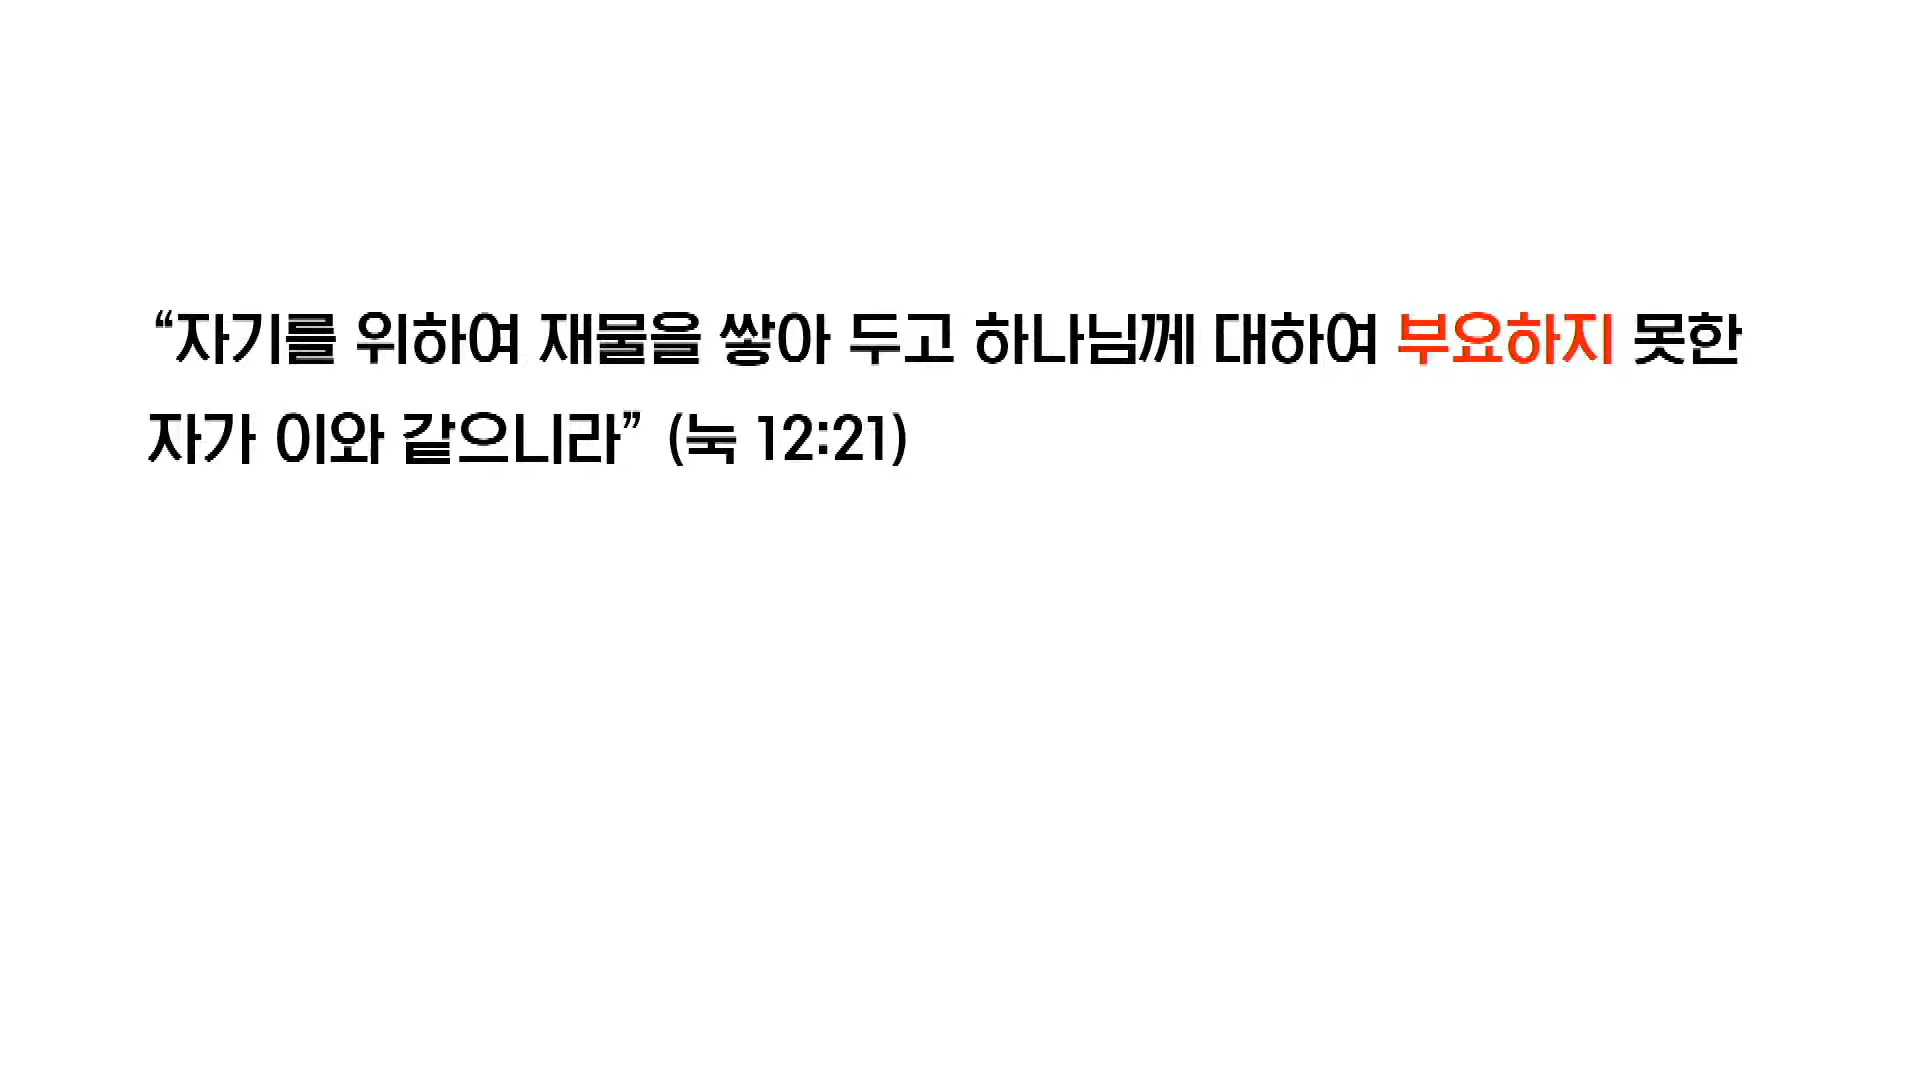 “자기를 위하여 재물을 쌓아 두고 하나님께 대하여 부요하지 못한
자가 이와 같으니라” (눅 12:21)